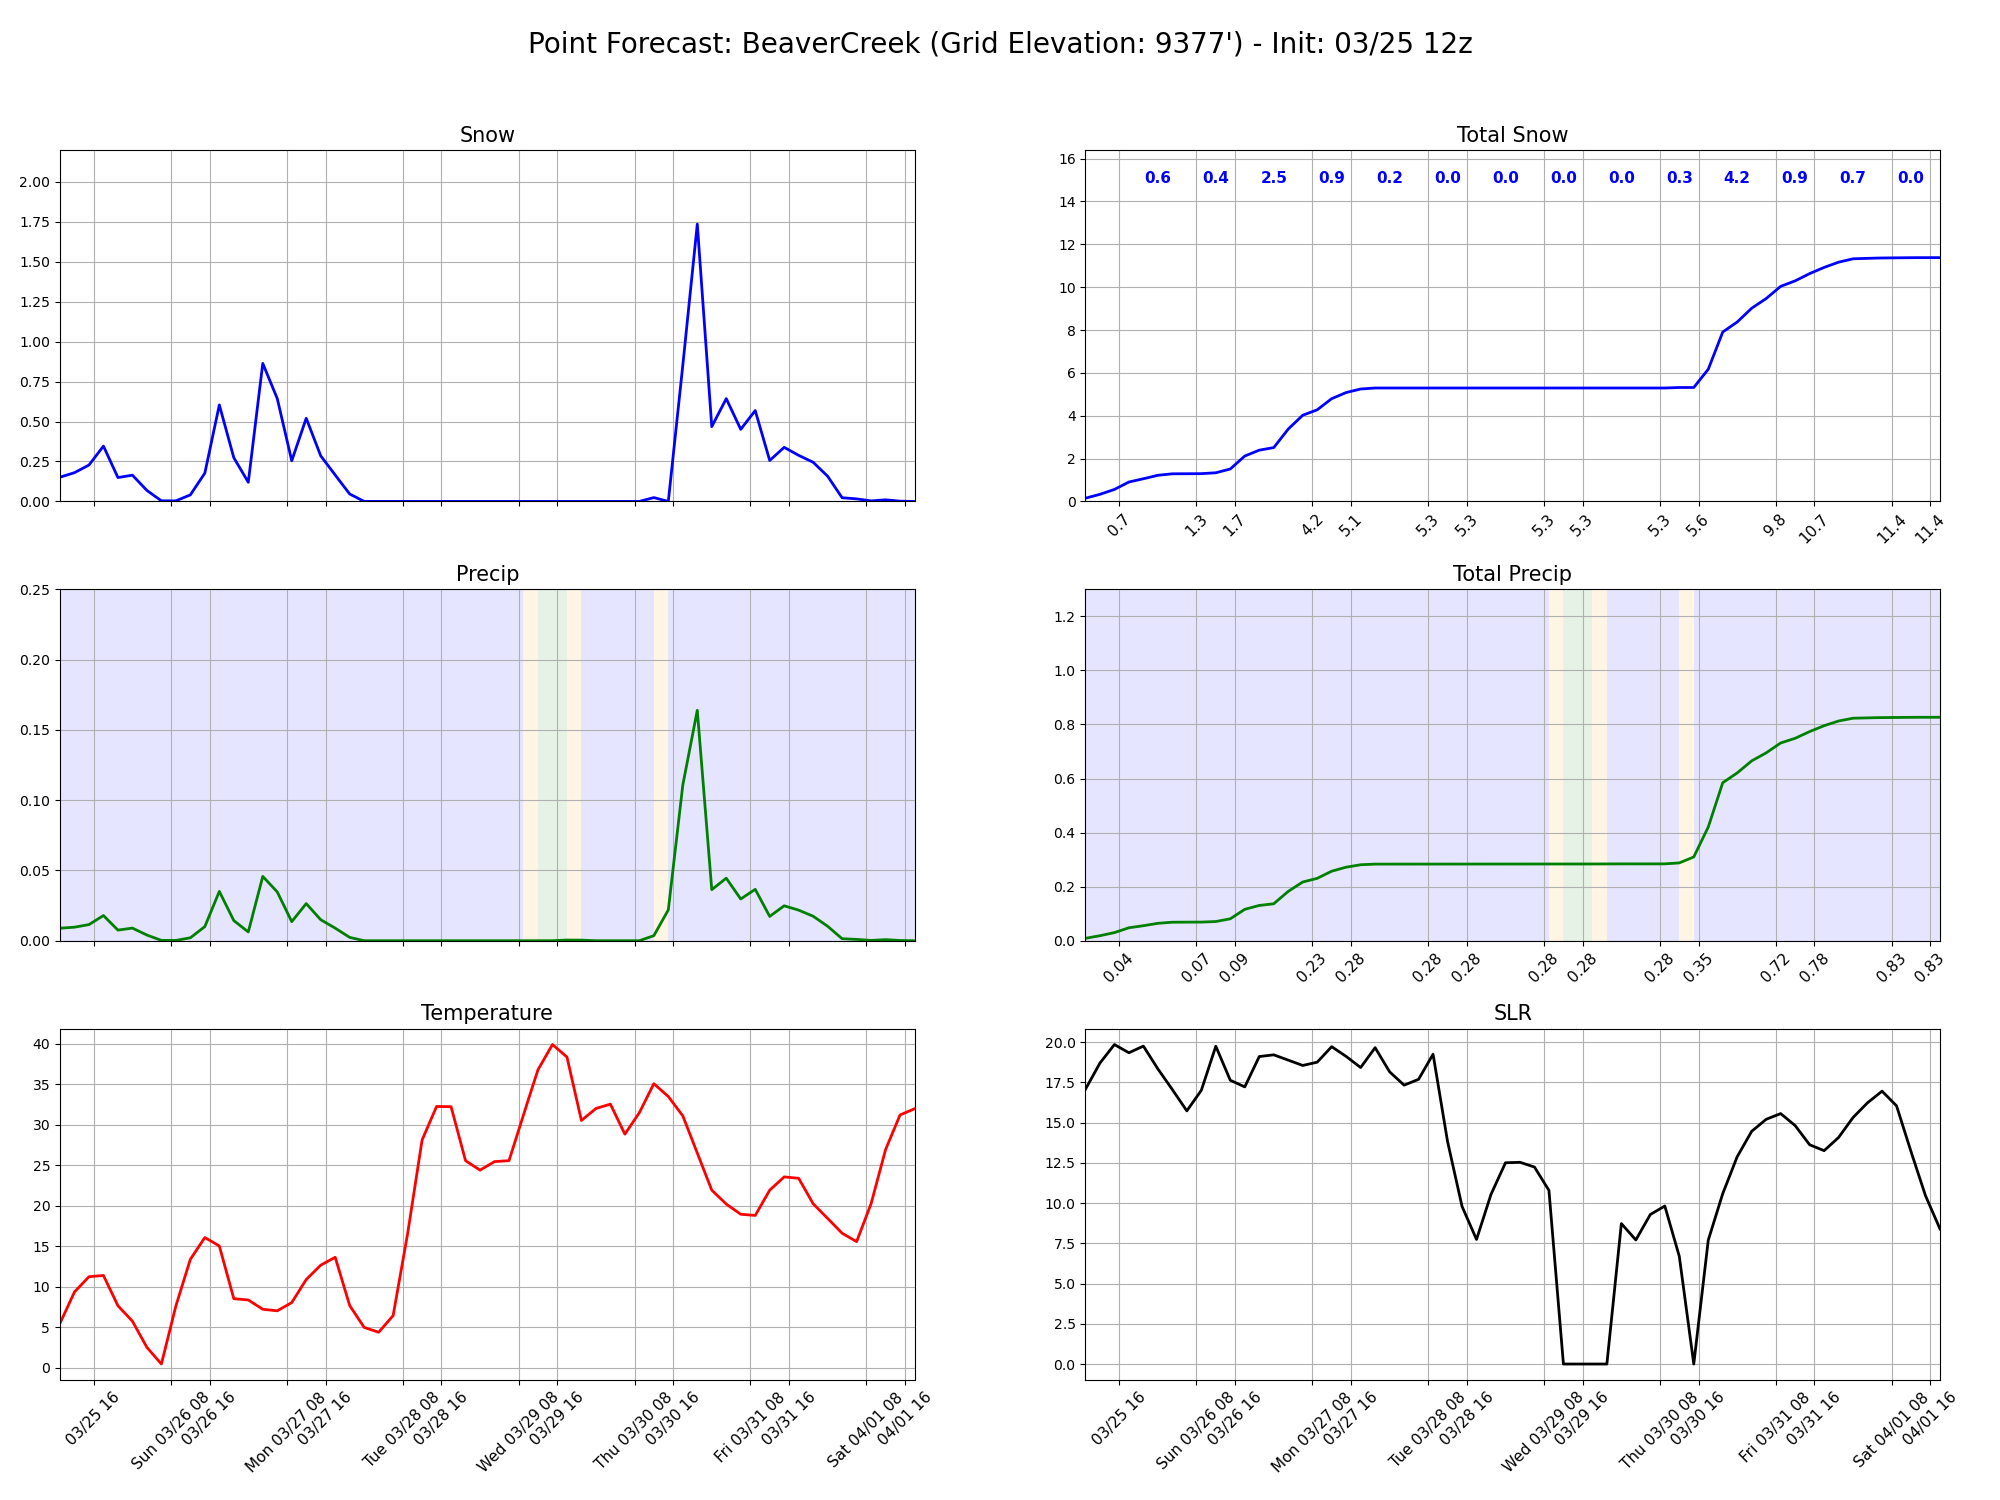 Point Forecast: BeaverCreek (Grid Elevation: 9377') - Init: 03/25 12z
Snow
2.00
1.75
1.50
1.25
1.00
0.75
0.50
0.25
0.00
Total Snow
16
14
12
10
8
6
4
2
0
0.6 0.4 2.5 0.9 0.2 0.0 0.0 0.0 0.0 0.3 4.2 0.9 0.7 0.0
0.7 1.3 1.7 4.2 5.1 5.3 5.3 5.3 5.3 5.3 5.6 9.8 10.7 11.4 11.4
Precip
0.25
0.20
0.15
0.10
0.05
0.00
Total Precip
1.2
1.0
0.8
0.6
0.4
0.2
0.0
0.04 0.07 0.09 0.23 0.28 0.28 0.28 0.28 0.28 0.28 0.35 0.72 0.78 0.83 0.83
Temperature
40
35
30
25
20
15
10
5
0
03/25 16
Sun 03/26 08
03/26 16
Mon 03/27 08
03/27 16
Tue 03/28 08
03/28 16
Wed 03/29 08
03/29 16
Thu 03/30 08
03/30 16
Fri 03/31 08
03/31 16
Sat 04/01 08
04/01 16
SLR
20.0
17.5
15.0
12.5
10.0
7.5
5.0
2.5
0.0
03/25 16
Sun 03/26 08
03/26 16
Mon 03/27 08
03/27 16
Tue 03/28 08
03/28 16
Wed 03/29 08
03/29 16
Thu 03/30 08
03/30 16
Fri 03/31 08
03/31 16
Sat 04/01 08
04/01 16